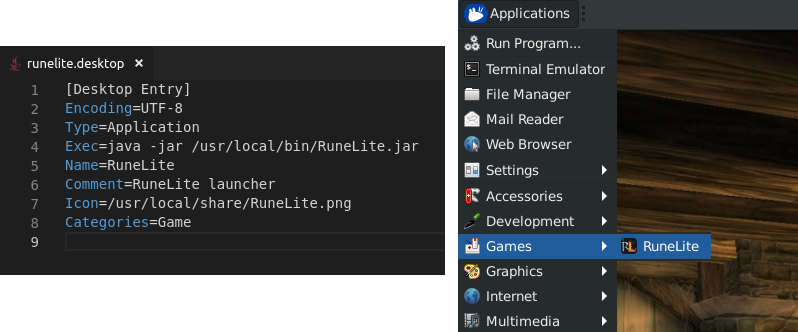 runelite.desktop ×
1 [Desktop Entry]
2 Encoding=UTF-8
3 Type=Application
4 Exec=java -jar /usr/local/bin/RuneLite.jar
5 Name=RuneLite
6 Comment=RuneLite launcher
7 Icon=/usr/local/share/RuneLite.png
8 Categories=Game
9
Applications
Run Program...
Terminal Emulator
File Manager
Mail Reader
Web Browser
Settings
Accessories
Development
Games
RL RuneLite
Graphics
Internet
Multimedia